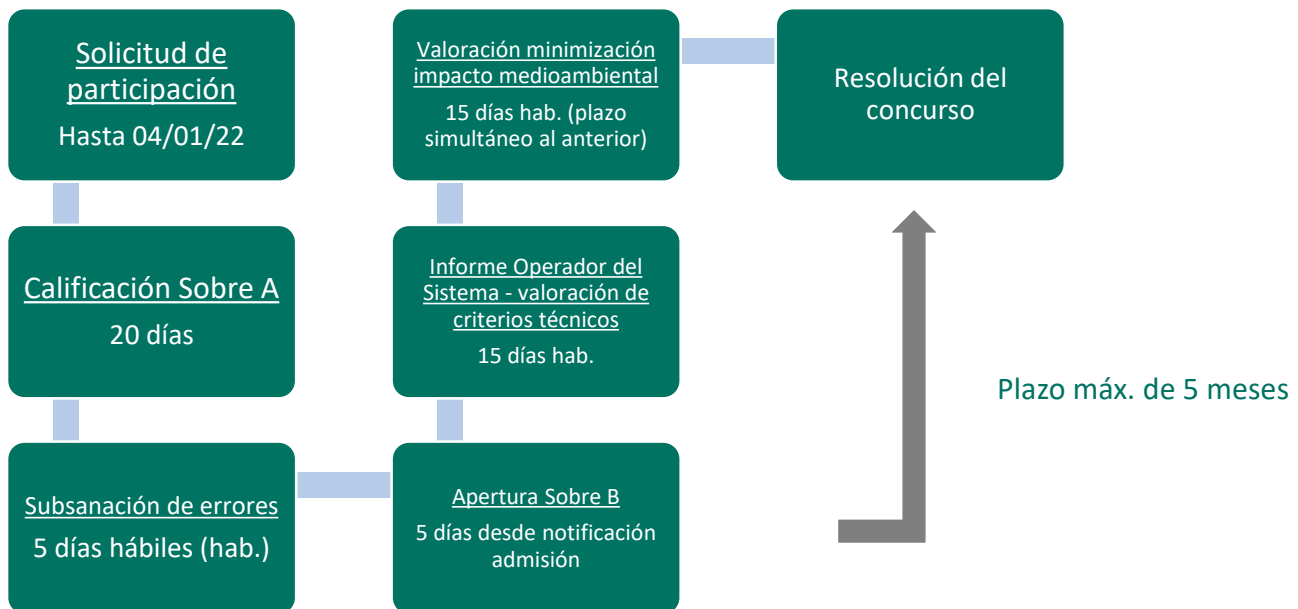 Solicitud de
participación
Hasta 04/01/22
Calificación Sobre A
20 días
Subsanación de errores
5 días hábiles (hab.)
Apertura Sobre B
5 días desde notificación
admisión
Informe Operador del
Sistema - valoración de
criterios técnicos
15 días hab.
Valoración minimización
impacto medioambiental
15 días hab. (plazo
simultáneo al anterior)
Resolución del
concurso
Plazo máx. de 5 meses